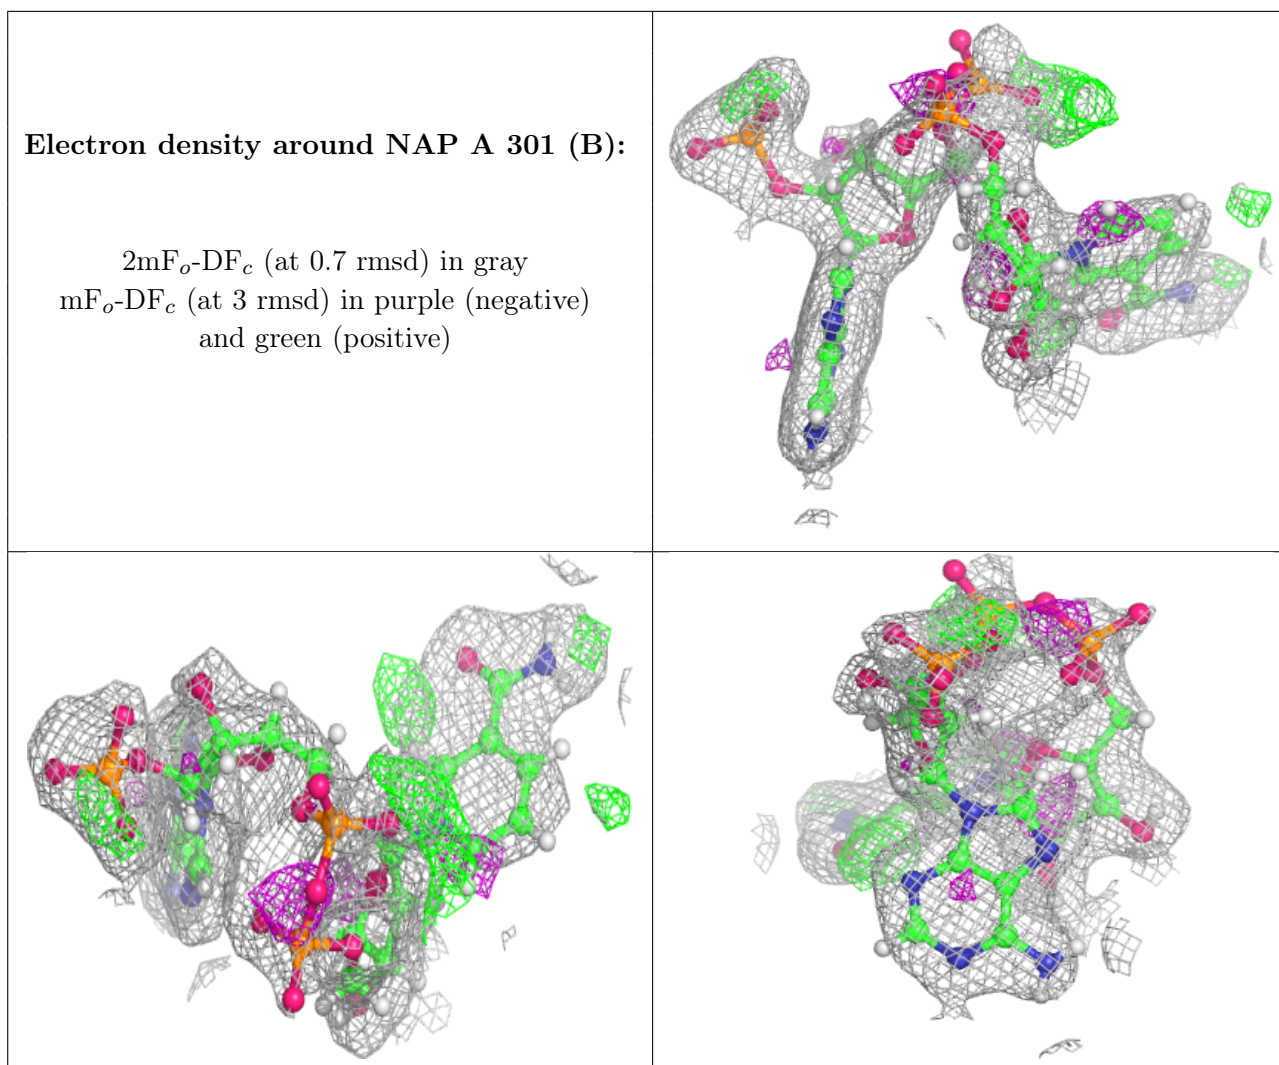 Electron density around NAP A 301 (B):
2mFo-DFc (at 0.7 rmsd) in gray
mFo-DFc (at 3 rmsd) in purple (negative)
and green (positive)